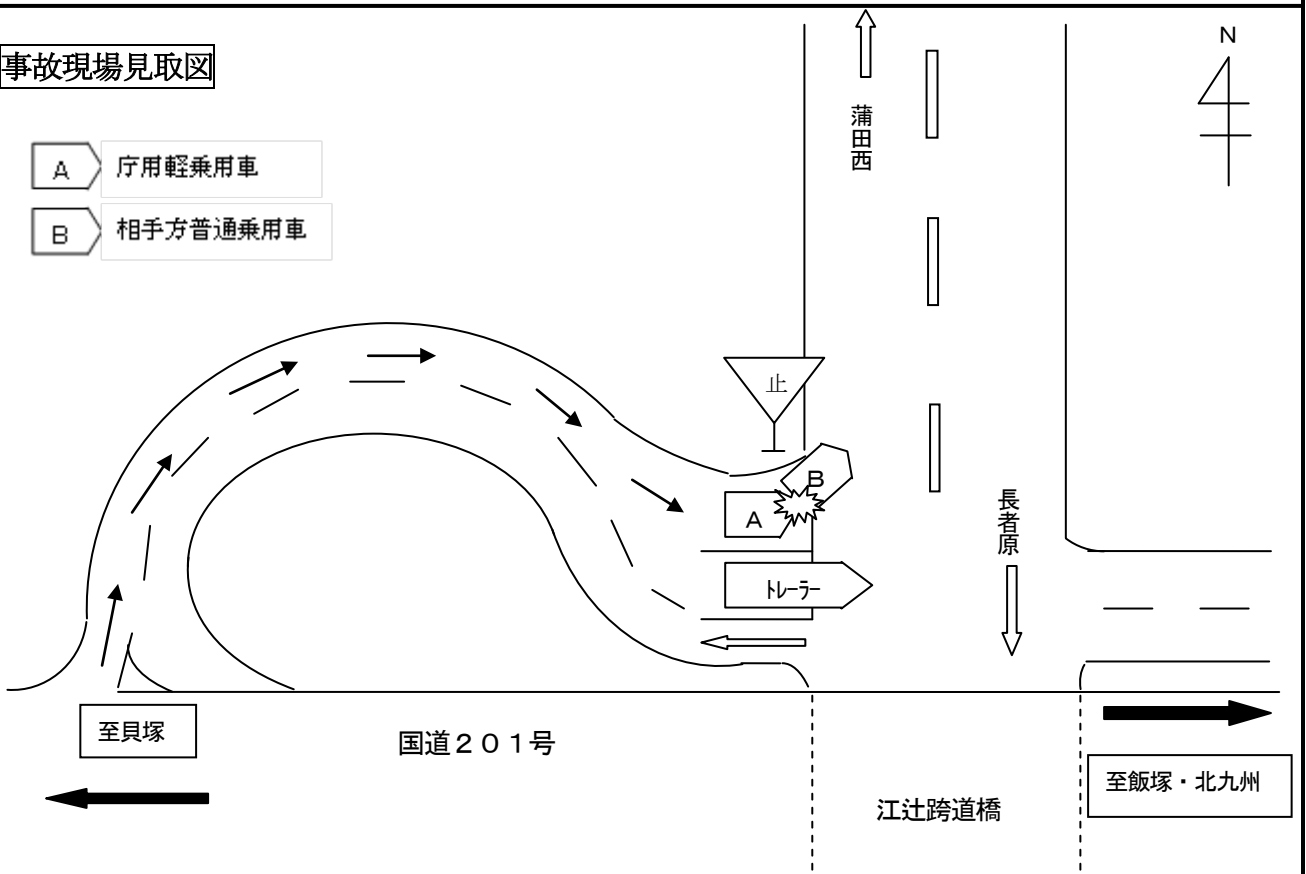 事故現場見取図
N
A 庁用軽乗用車
B 相手方普通乗用車
蒲田西
止
B
A
長者原
トレーラー
至貝塚
国道２０１号
至飯塚・北九州
江辻跨道橋